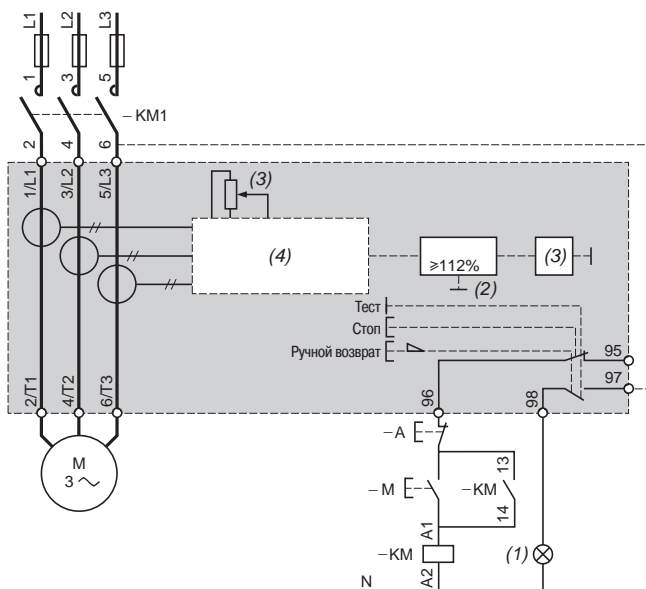 L1 L2 L3
1 3 5
– KM1
2 4 6
1/L1 3/L2 5/L3
(3)
(4)
≥112%
(3)
(2)
Тест
Стоп
Ручной возврат
95
97
2/T1 4/T2 6/T3
96
98
M
3
– A
– M
– KM
13
14
A1
– KM
A2
(1)
N